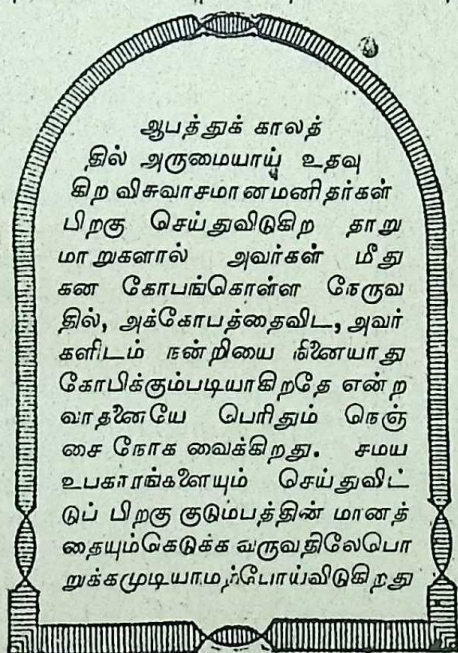 ஆபத்துக் காலத்
தில் அருமையாய் உதவு
கிற விசுவாசமானமனிதர்கள்
பிறகு செய்துவிடுகிற தாறு
மாறுகளால் அவர்கள் மீது
கன கோபங்கொள்ள நேருவ
தில், அக்கோபத்தைவிட, அவர்
களிடம் நன்றியை நினையாது
கோபிக்கும்படியாகிறதே என்ற
வாதனையே பெரிதும் நெஞ்
சை நோக வைக்கிறது. சமய
உபகாரங்களையும் செய்துவிட்
டுப் பிறகு குடும்பத்தின் மானத்
தையும்கெடுக்க வருவதிலேபொ
றுக்கமுடியாமற்போய்விடுகிறது